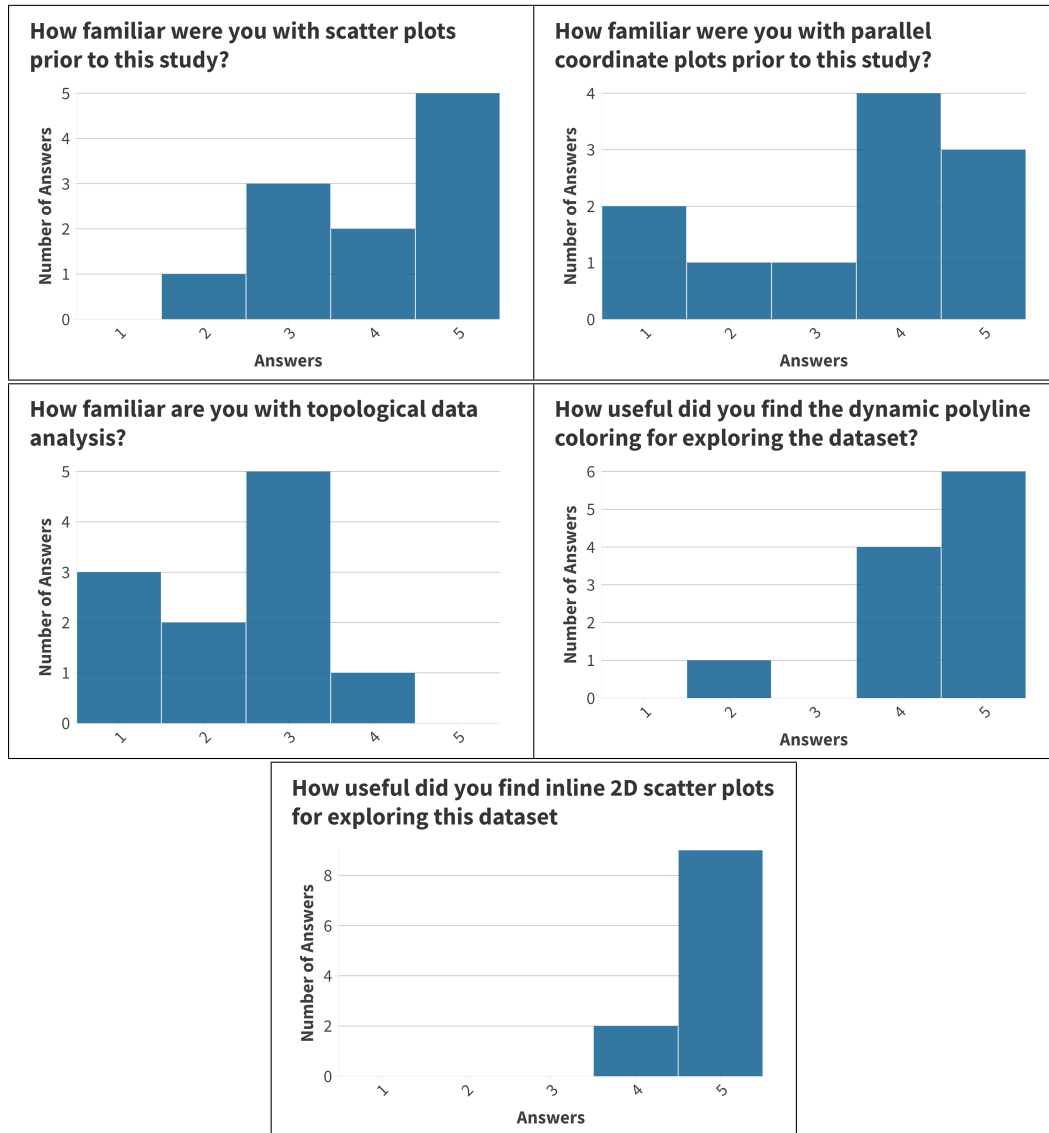 How familiar were you with scatter plots
prior to this study?
Number of Answers
5
4
3
2
1
0
1 2 3 4 5
Answers
How familiar were you with parallel
coordinate plots prior to this study?
Number of Answers
4
3
2
1
0
1 2 3 4 5
Answers
How familiar are you with topological data
analysis?
Number of Answers
5
4
3
2
1
0
1 2 3 4 5
How useful did you find the dynamic polyline
coloring for exploring the dataset?
Number of Answers
6
5
4
3
2
1
0
1 2 3 4 5
Answers
How useful did you find inline 2D scatter plots
for exploring this dataset
Number of Answers
8
6
4
2
0
1 2 3 4 5
Answers